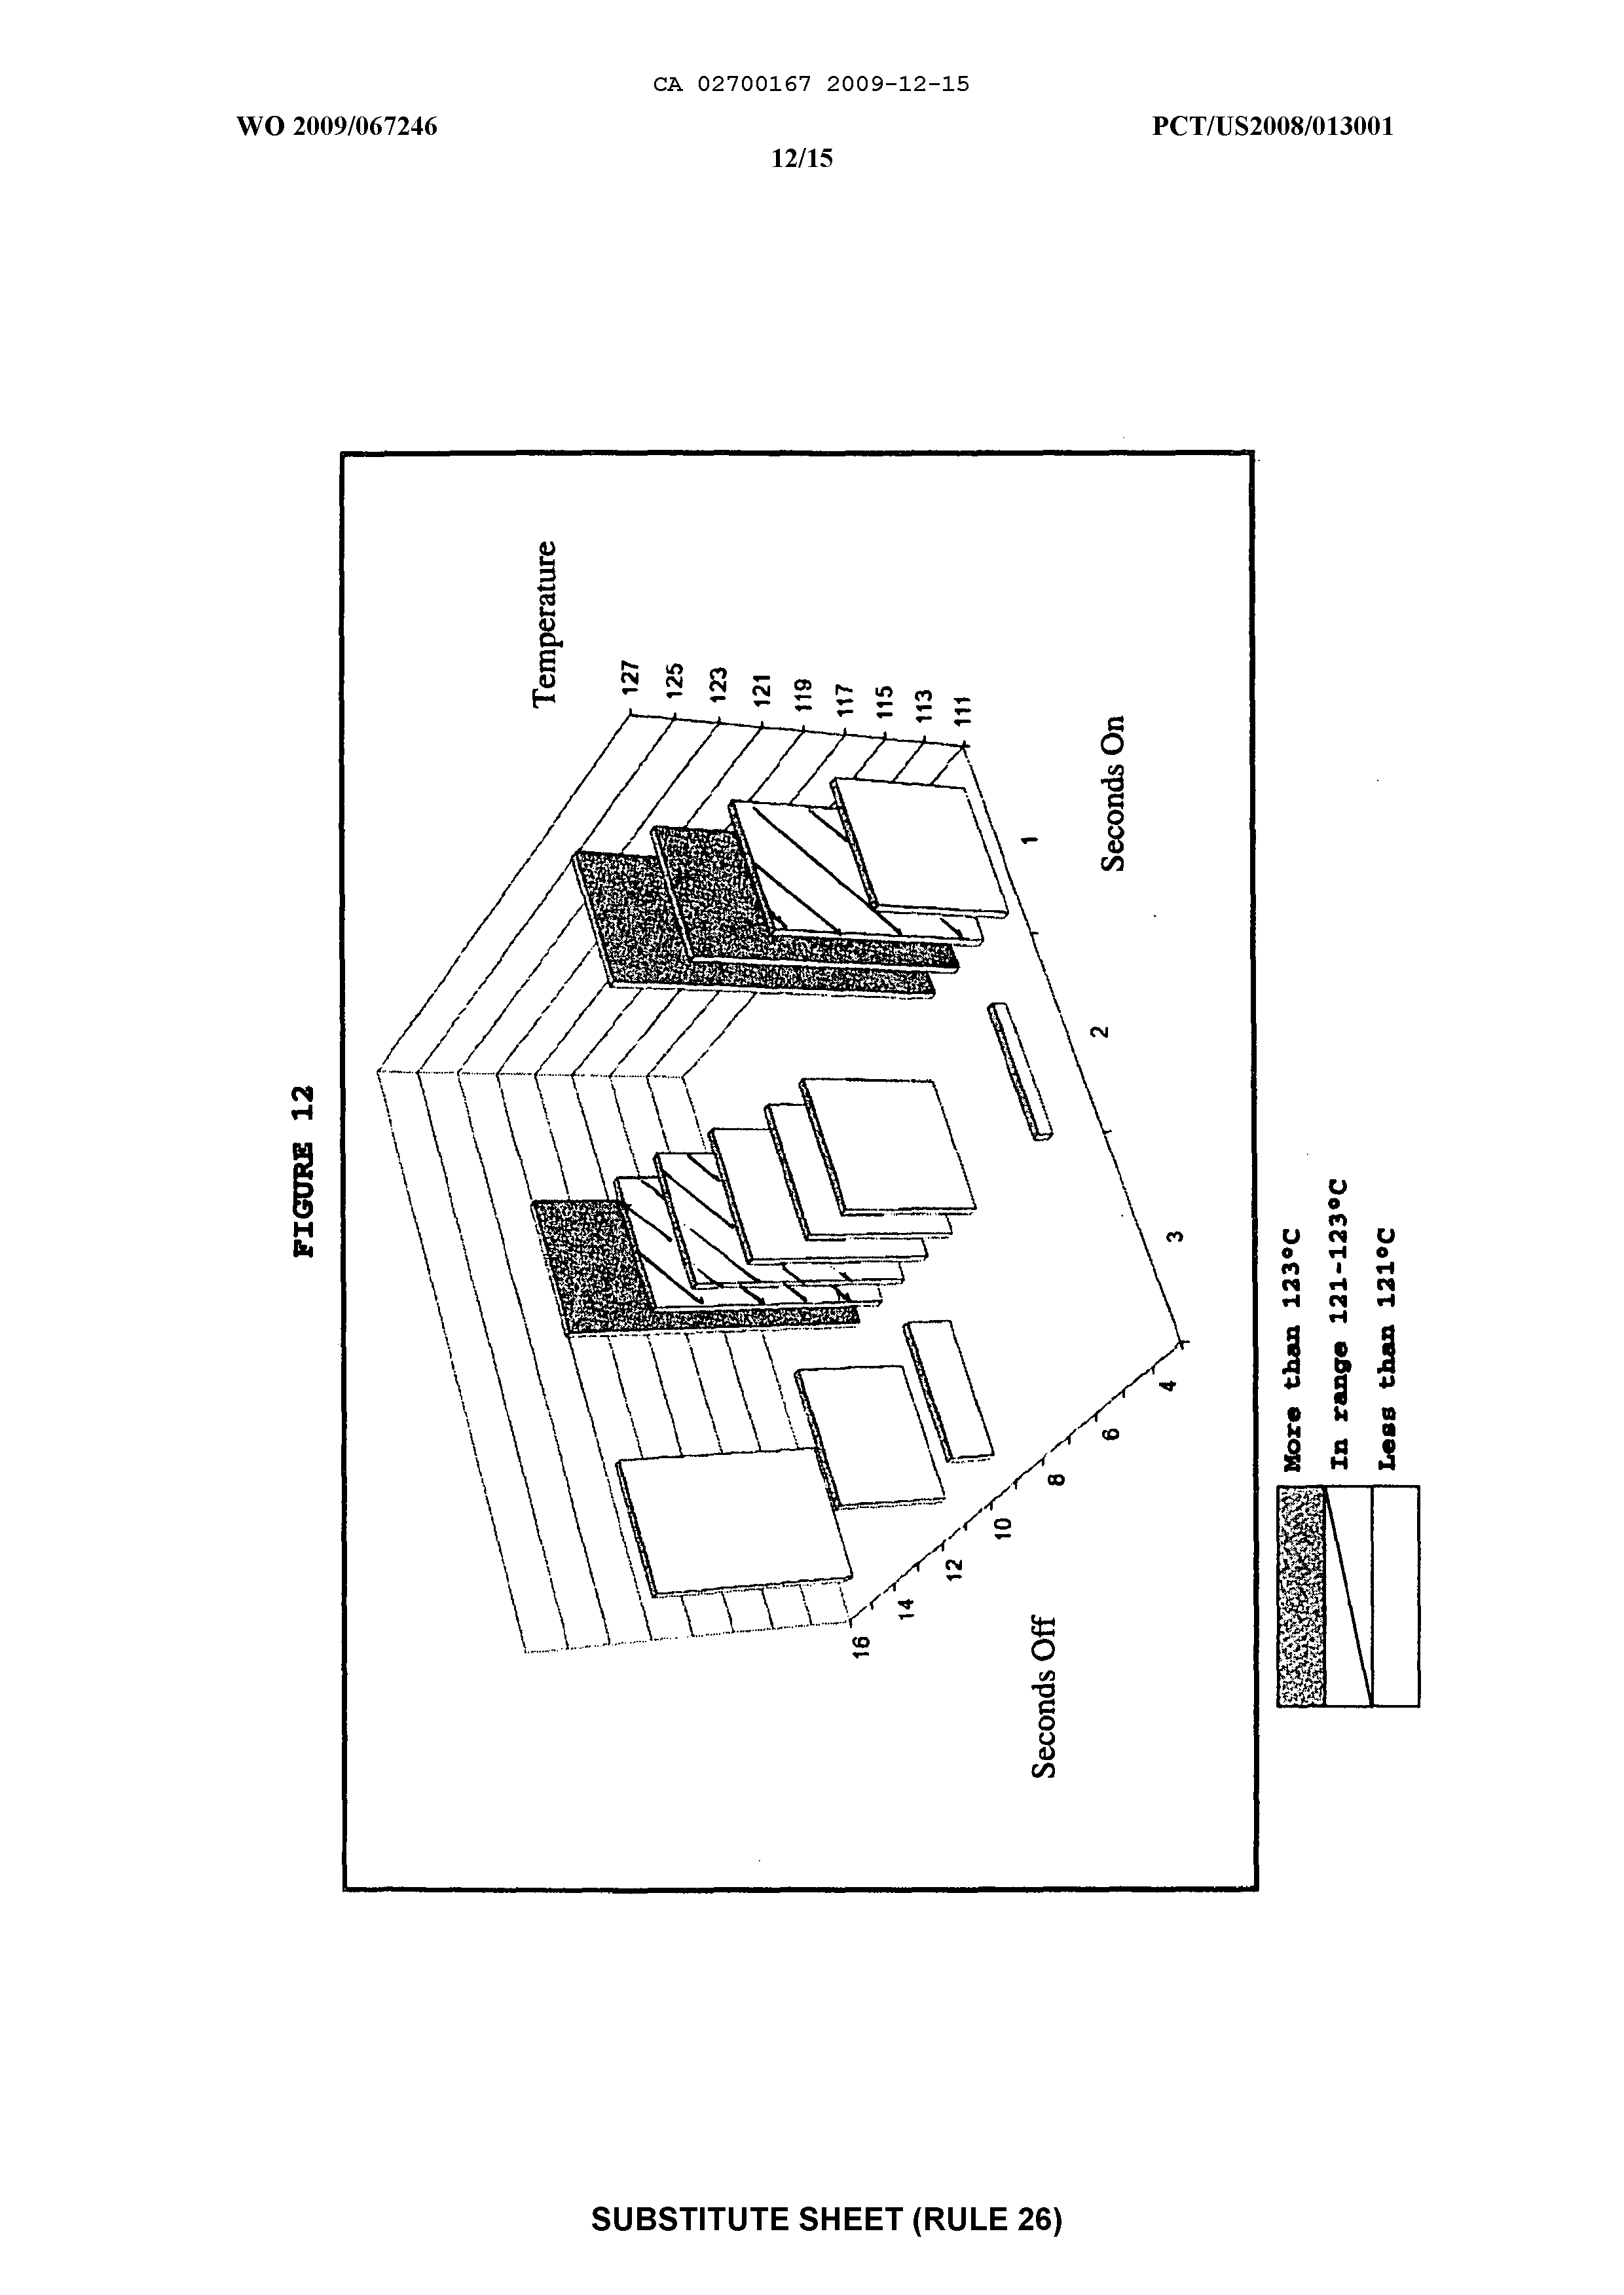 CA 02700167 2009-12-15
WO 2009/067246
PCT/US2008/013001
12/15
FIGURE 12
Temperature
127
125
123
121
119
117
115
113
111
Seconds On
1
2
3
Seconds Off
16
14
12
10
8
6
4
More than 123°C
In range 121-123°C
Less than 121°C
SUBSTITUTE SHEET (RULE 26)